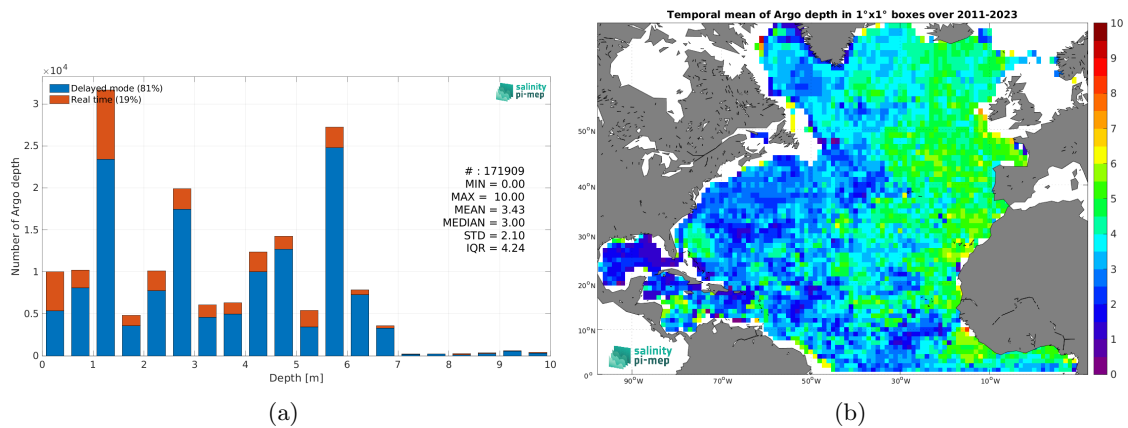 ×10⁴
Delayed mode (81%)
Real time (19%)
salinity
pi-mep
3
2.5
2
1.5
1
0.5
0
# : 171909
MIN = 0.00
MAX = 10.00
MEAN = 3.43
MEDIAN = 3.00
STD = 2.10
IQR = 4.24
Number of Argo depth
0 1 2 3 4 5 6 7 8 9 10
Depth [m]
(a)
Temporal mean of Argo depth in 1°x1° boxes over 2011-2023
50°N
40°N
30°N
20°N
10°N
0°
90°W 70°W 50°W 30°W 10°W
salinity
pi-mep
10
9
8
7
6
5
4
3
2
1
0
(b)